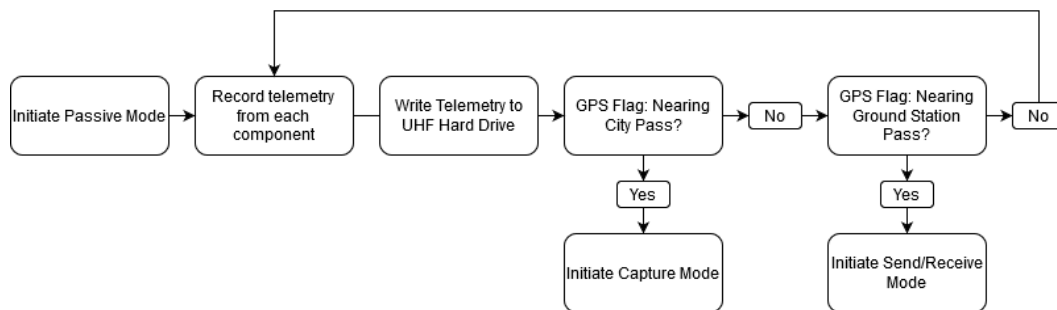 Initiate Passive Mode
Record telemetry
from each
component
Write Telemetry to
UHF Hard Drive
GPS Flag: Nearing
City Pass?
No
GPS Flag: Nearing
Ground Station
Pass?
No
Yes
Yes
Initiate Capture Mode
Initiate Send/Receive
Mode